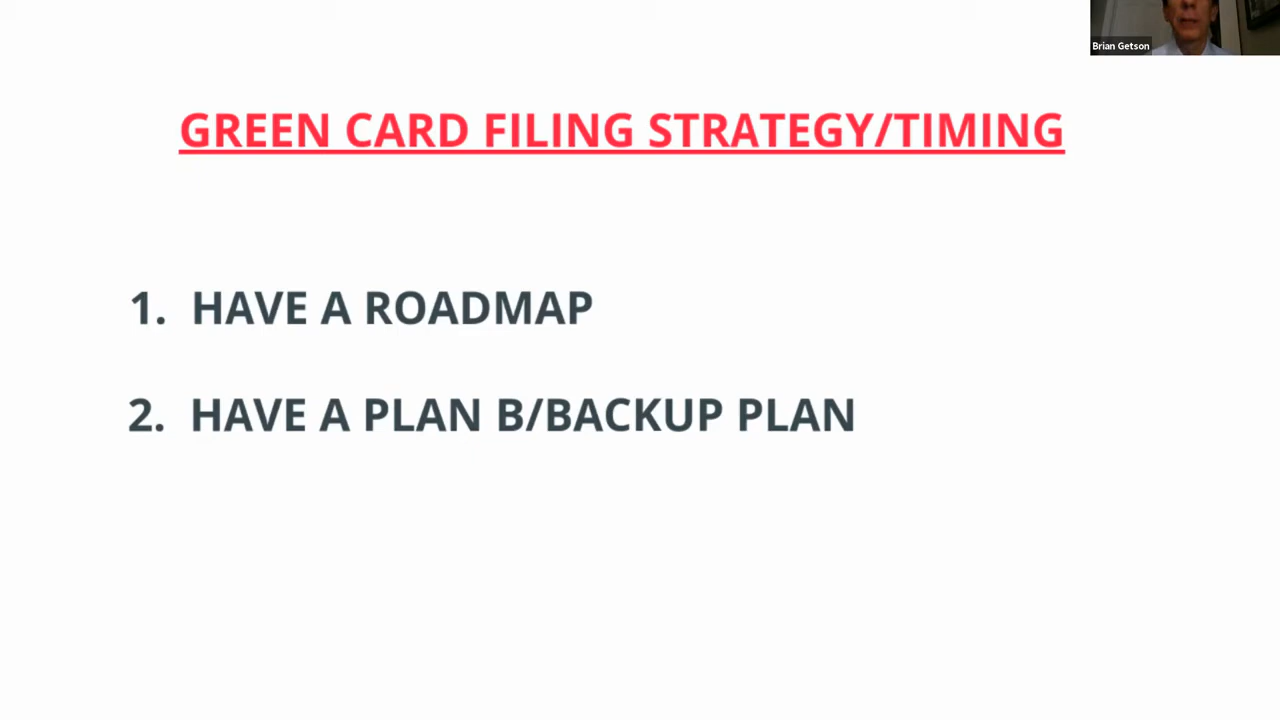 Brian Getson
GREEN CARD FILING STRATEGY/TIMING
1. HAVE A ROADMAP
2. HAVE A PLAN B/BACKUP PLAN